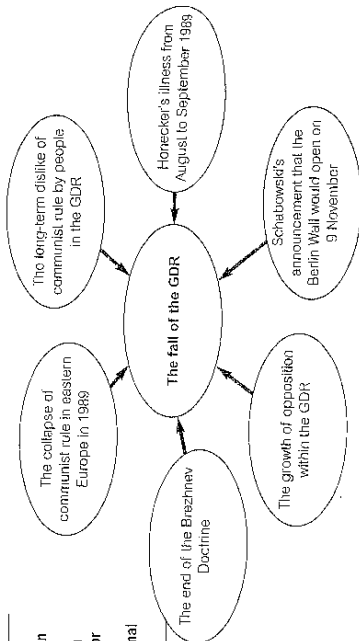 The collapse of
communist rule in eastern
Europe in 1989
The long-term dislike of
communist rule by people
in the GDR
Honecker's illness from
August to September 1989
The fall of the GDR
The end of the Brezhnev
Doctrine
The growth of opposition
within the GDR
Schabowski's
announcement that the
Berlin Wall would open on
9 November
or
nal